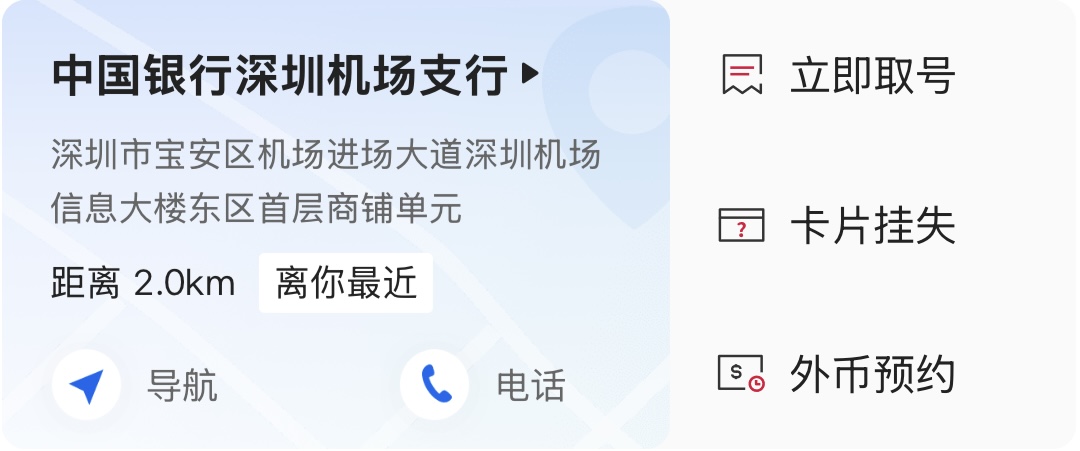 中国银行深圳机场支行
深圳市宝安区机场进场大道深圳机场
信息大楼东区首层商铺单元
距离 2.0km 离你最近
导航 电话
立即取号
? 卡片挂失
$ 外币预约